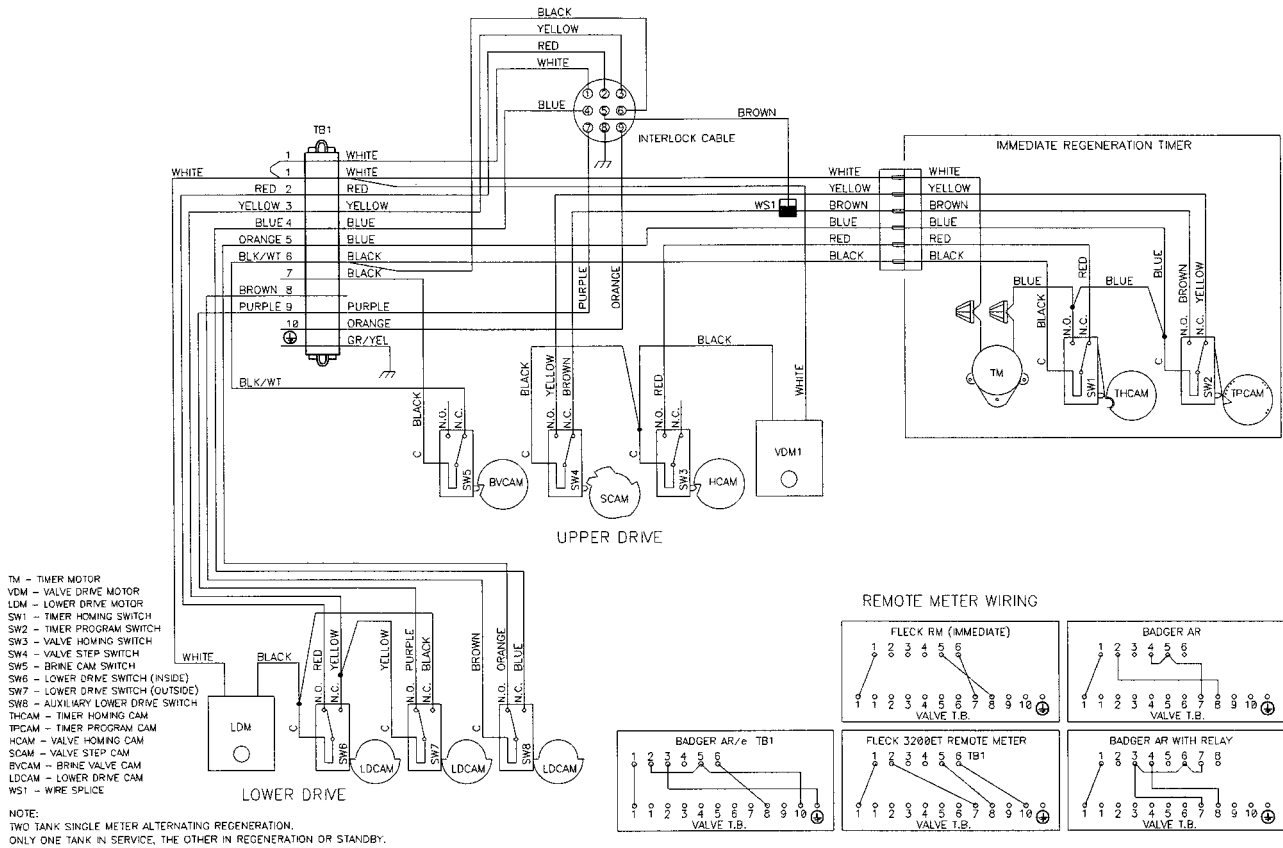 BLACK
YELLOW
RED
WHITE
1 2 3
BLUE
4 5 6
BROWN
7 8 9
INTERLOCK CABLE
TB1
1 WHITE
WHITE 1 WHITE
RED 2 RED
YELLOW 3 YELLOW
BLUE 4 BLUE
ORANGE 5 BLUE
BLK/WT 6 BLACK
7 BLACK
BROWN 8
PURPLE 9 PURPLE
10 ORANGE
GR/YEL
BLK/WT
PURPLE
ORANGE
WS1
IMMEDIATE REGENERATION TIMER
WHITE WHITE
YELLOW YELLOW
BROWN BROWN
BLUE BLUE
RED RED
BLACK BLACK
BLUE
BLACK
RED
BLUE
BLUE
BROWN
YELLOW
N.O.
N.C.
N.O.
N.C.
C
C
TM
SW1
THCAM
SW2
TPCAM
BLACK
N.O.
N.C.
C
SW5
BVCAM
BLACK
YELLOW
BROWN
N.O.
N.C.
C
SW4
SCAM
BLACK
RED
N.O.
N.C.
C
SW3
HCAM
WHITE
VDM1
UPPER DRIVE
TM – TIMER MOTOR
VDM – VALVE DRIVE MOTOR
LDM – LOWER DRIVE MOTOR
SW1 – TIMER HOMING SWITCH
SW2 – TIMER PROGRAM SWITCH
SW3 – VALVE HOMING SWITCH
SW4 – VALVE STEP SWITCH
SW5 – BRINE CAM SWITCH
SW6 – LOWER DRIVE SWITCH (INSIDE)
SW7 – LOWER DRIVE SWITCH (OUTSIDE)
SW8 – AUXILIARY LOWER DRIVE SWITCH
THCAM – TIMER HOMING CAM
TPCAM – TIMER PROGRAM CAM
HCAM – VALVE HOMING CAM
SCAM – VALVE STEP CAM
BVCAM – BRINE VALVE CAM
LDCAM – LOWER DRIVE CAM
WS1 – WIRE SPLICE
NOTE:
TWO TANK SINGLE METER ALTERNATING REGENERATION.
ONLY ONE TANK IN SERVICE, THE OTHER IN REGENERATION OR STANDBY.
WHITE
BLACK
LDM
RED
YELLOW
N.O.
N.C.
C
SW6
LDCAM
YELLOW
PURPLE
BLACK
N.O.
N.C.
C
SW7
LDCAM
BROWN
ORANGE
BLUE
N.O.
N.C.
C
SW8
LDCAM
LOWER DRIVE
REMOTE METER WIRING
FLECK RM (IMMEDIATE)
1 2 3 4 5 6
1 1 2 3 4 5 6 7 8 9 10
VALVE T.B.
BADGER AR
1 2 3 4 5 6
1 1 2 3 4 5 6 7 8 9 10
VALVE T.B.
BADGER AR/e TB1
1 2 3 4 5 6
1 1 2 3 4 5 6 7 8 9 10
VALVE T.B.
FLECK 3200ET REMOTE METER
1 2 3 4 5 6 TB1
1 1 2 3 4 5 6 7 8 9 10
VALVE T.B.
BADGER AR WITH RELAY
1 2 3 4 5 6 7 8
1 1 2 3 4 5 6 7 8 9 10
VALVE T.B.